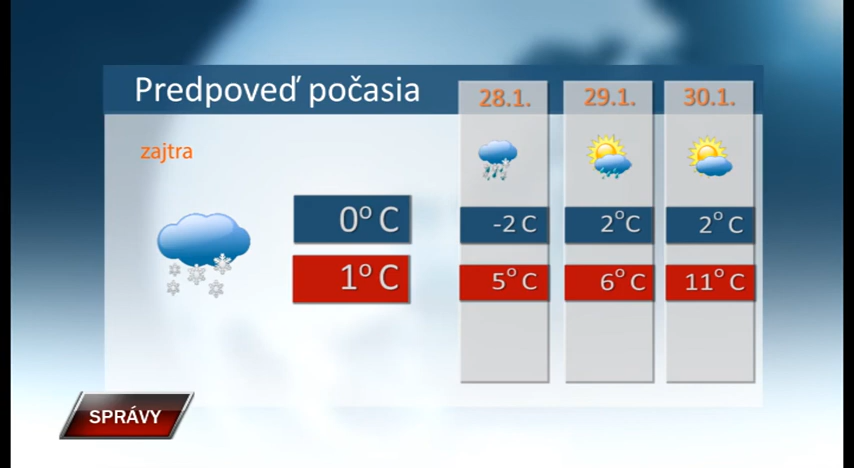 Predpoveď počasia
zajtra
0° C
1° C
28.1.
29.1.
30.1.
-2 C
2°C
2° C
5° C
6° C
11° C
SPRÁVY